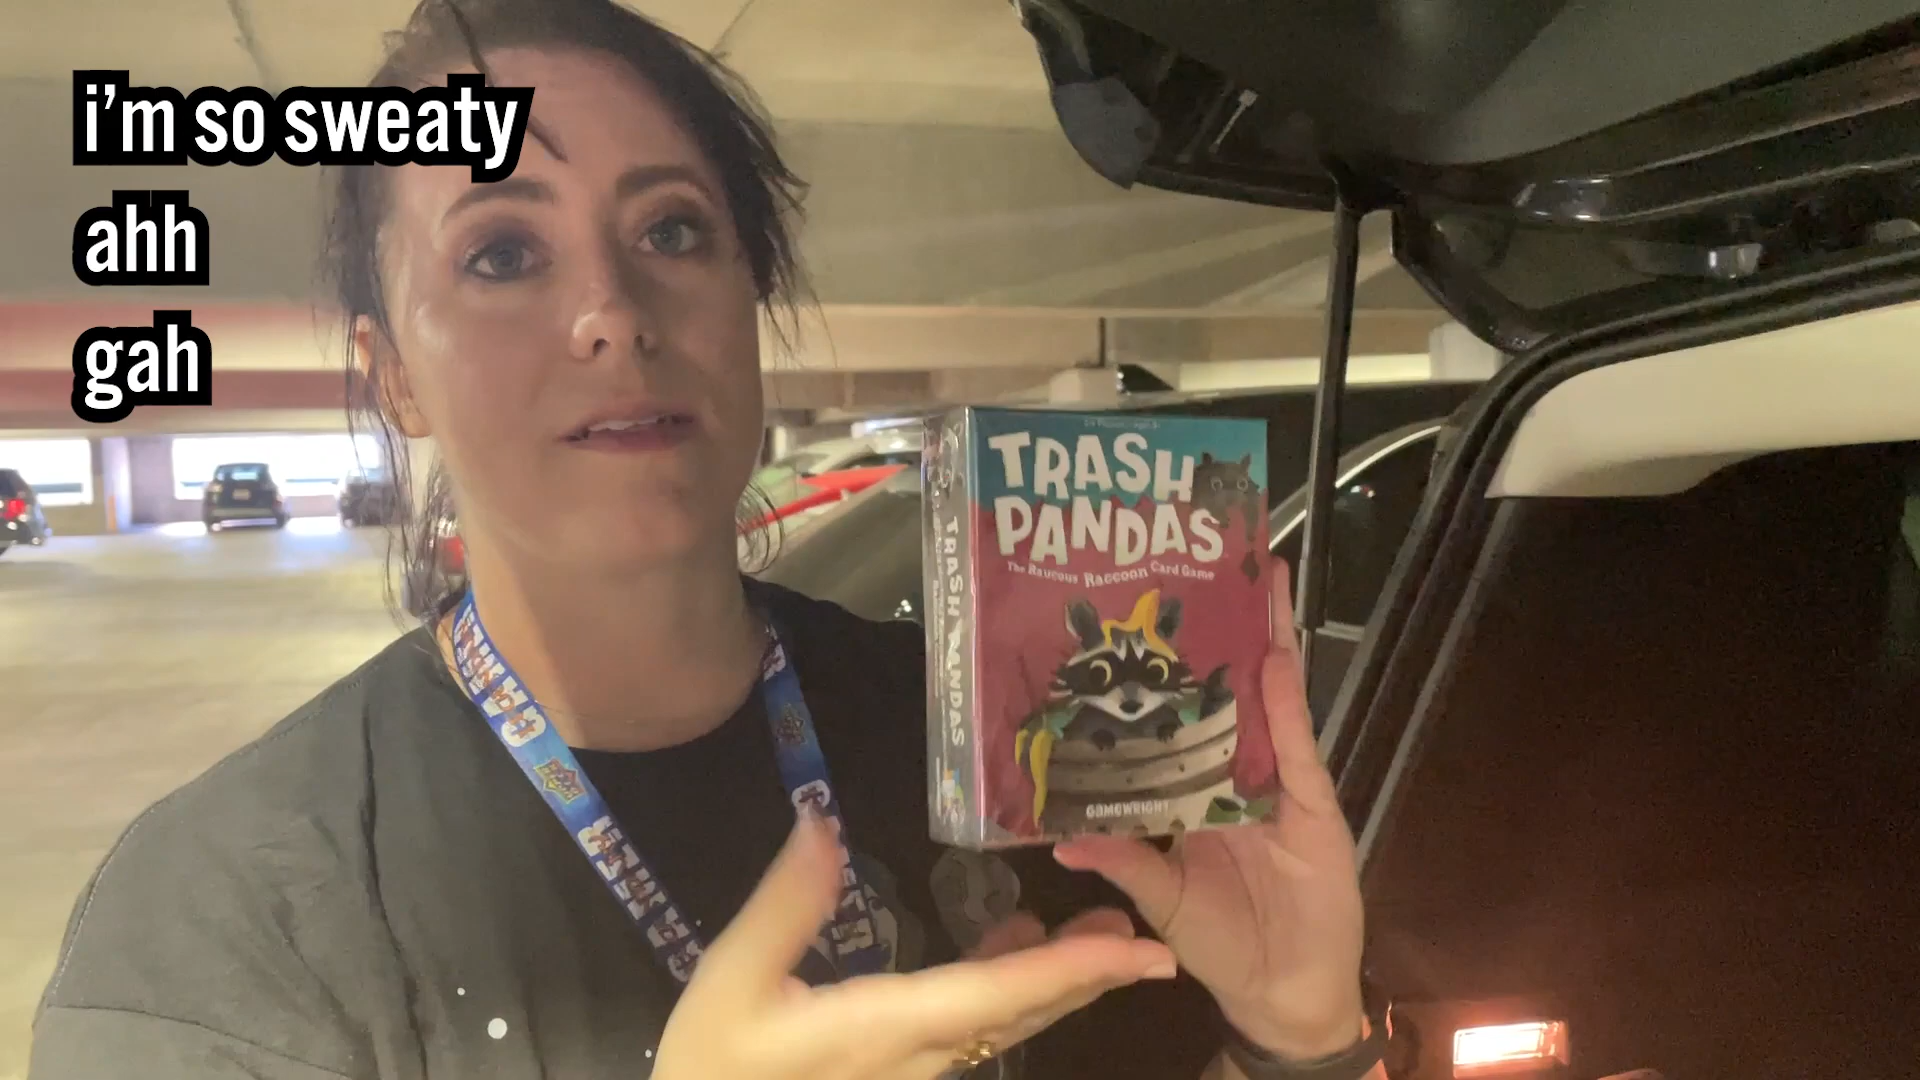 i'm so sweaty
ahh
gah
TRASH
PANDAS
The Raucous Raccoon Card Game
GAMEWRIGHT
TRASH PANDAS